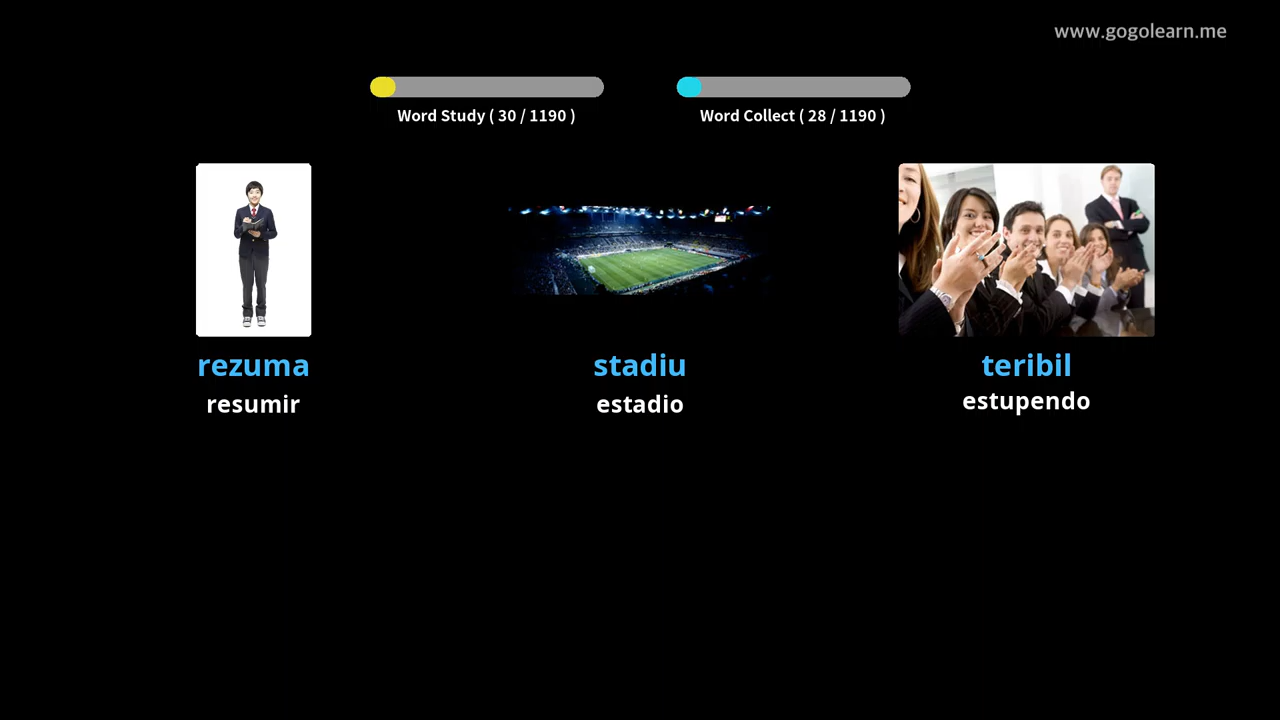 www.gogolearn.me
Word Study ( 30 / 1190 )
Word Collect ( 28 / 1190 )
rezuma
resumir
stadiu
estadio
teribil
estupendo